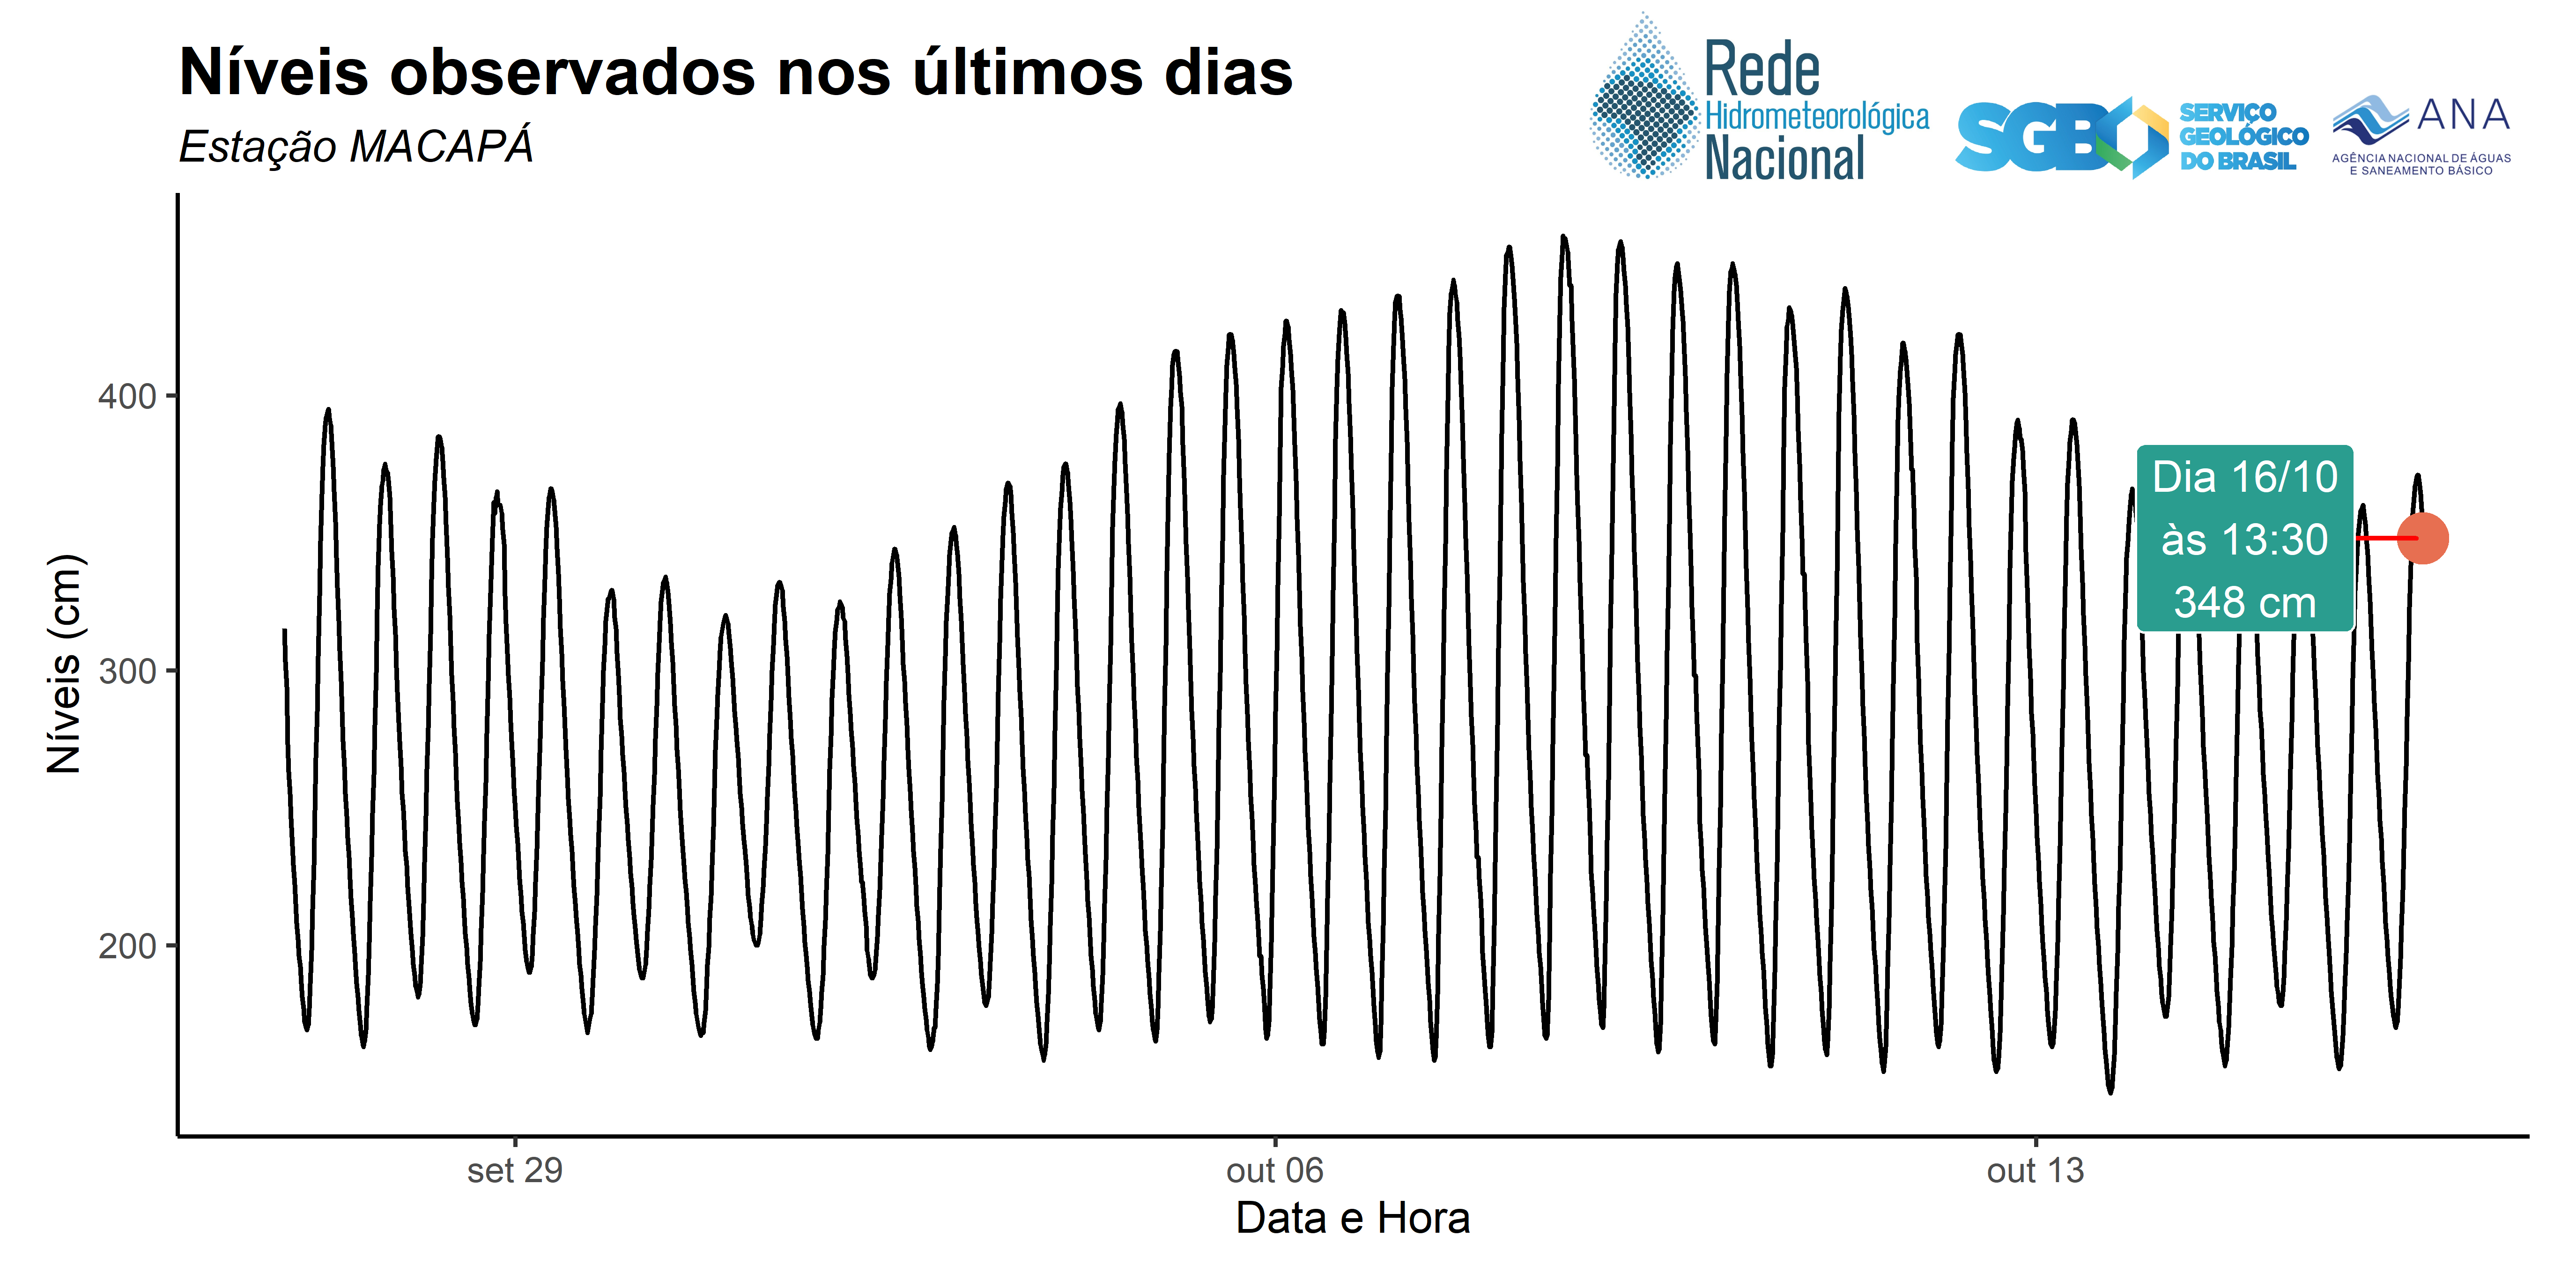 Níveis observados nos últimos dias
Estação MACAPÁ
Rede
Hidrometeorológica
Nacional
SGB
SERVIÇO
GEOLÓGICO
DO BRASIL
ANA
AGÊNCIA NACIONAL DE ÁGUAS
E SANEAMENTO BÁSICO
Níveis (cm)
400
300
200
Dia 16/10
às 13:30
348 cm
set 29
out 06
out 13
Data e Hora